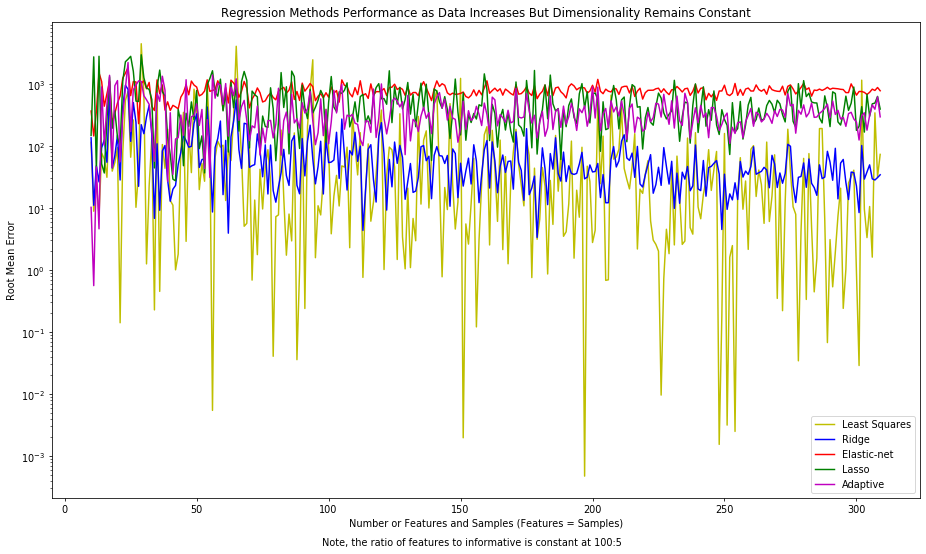 Regression Methods Performance as Data Increases But Dimensionality Remains Constant
Root Mean Error
10³
10²
10¹
10⁰
10⁻¹
10⁻²
10⁻³
Least Squares
Ridge
Elastic-net
Lasso
Adaptive
0 50 100 150 200 250 300
Number or Features and Samples (Features = Samples)
Note, the ratio of features to informative is constant at 100:5